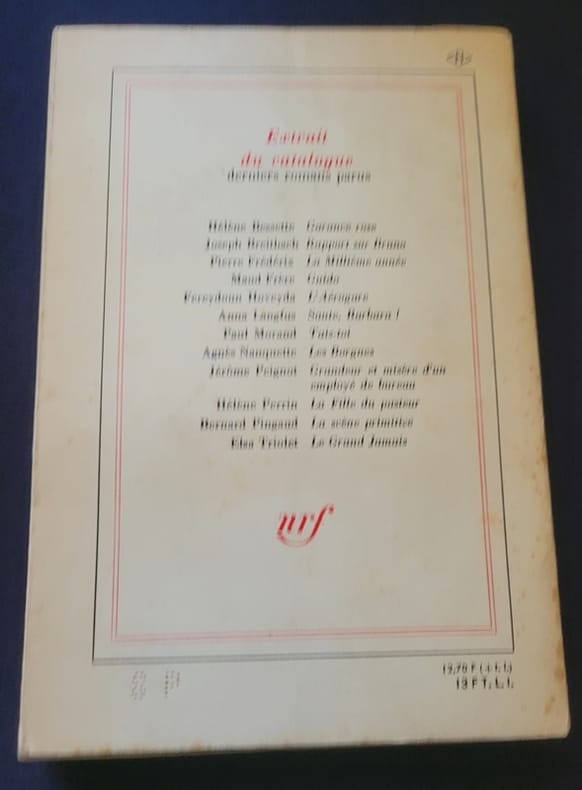 Extrait
du catalogue
derniers romans parus
Hélène Bessette Garance rose
Joseph Breitbach Rapport sur Bruno
Pierre Frédérix La Millième année
Maud Frère Guido
Fereydoun Hoveyda L'Aérogare
Anna Langfus Saute, Barbara !
Paul Morand Tais-toi
Agnès Nanquette Les Borgnes
Jérôme Peignot Grandeur et misère d'un
employé de bureau
Hélène Perrin La Fille du pasteur
Bernard Pingaud La scène primitive
Elsa Triolet Le Grand Jamais
nrf
13 F T. L. I.